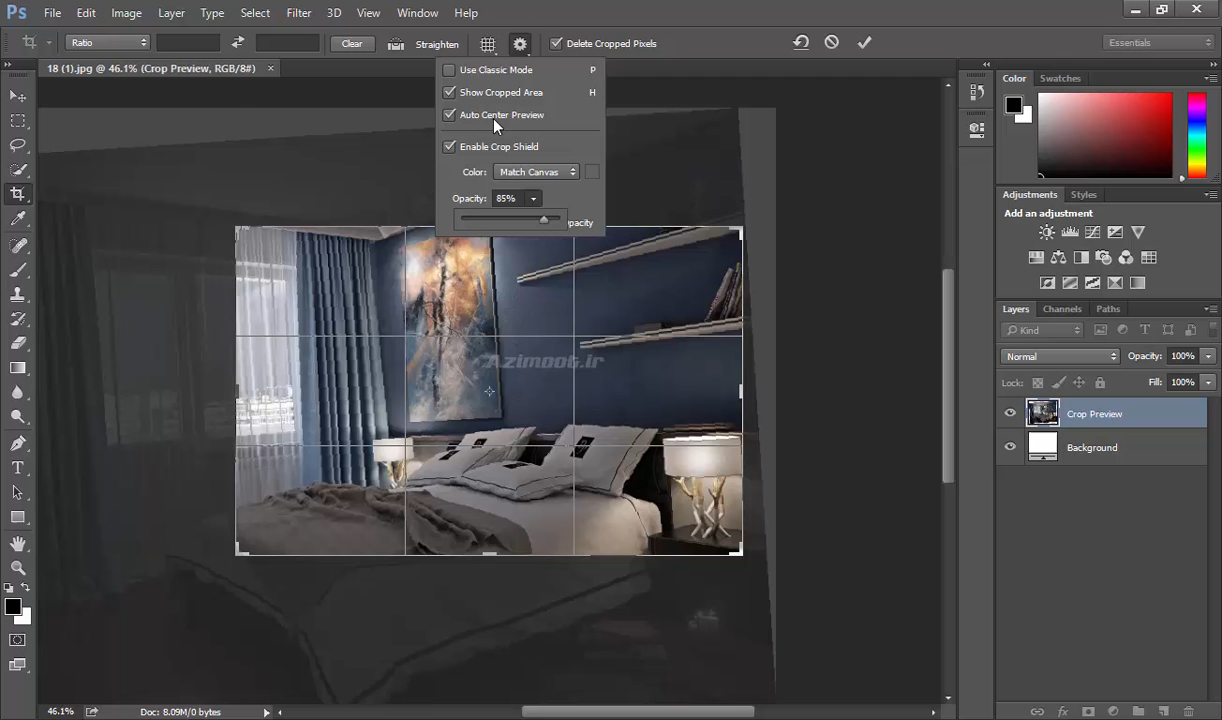 Ps File Edit Image Layer Type Select Filter 3D View Window Help
Ratio Clear Straighten Delete Cropped Pixels Essentials
18 (1).jpg @ 46.1% (Crop Preview, RGB/8#) ×
Use Classic Mode P
Show Cropped Area H
Auto Center Preview
Enable Crop Shield
Color: Match Canvas
Opacity: 85%
pacity
Azimoot.ir
Color Swatches
Adjustments Styles
Add an adjustment
Layers Channels Paths
Kind
Normal Opacity: 100%
Lock: Fill: 100%
Crop Preview
Background
46.1% Doc: 8.09M/0 bytes